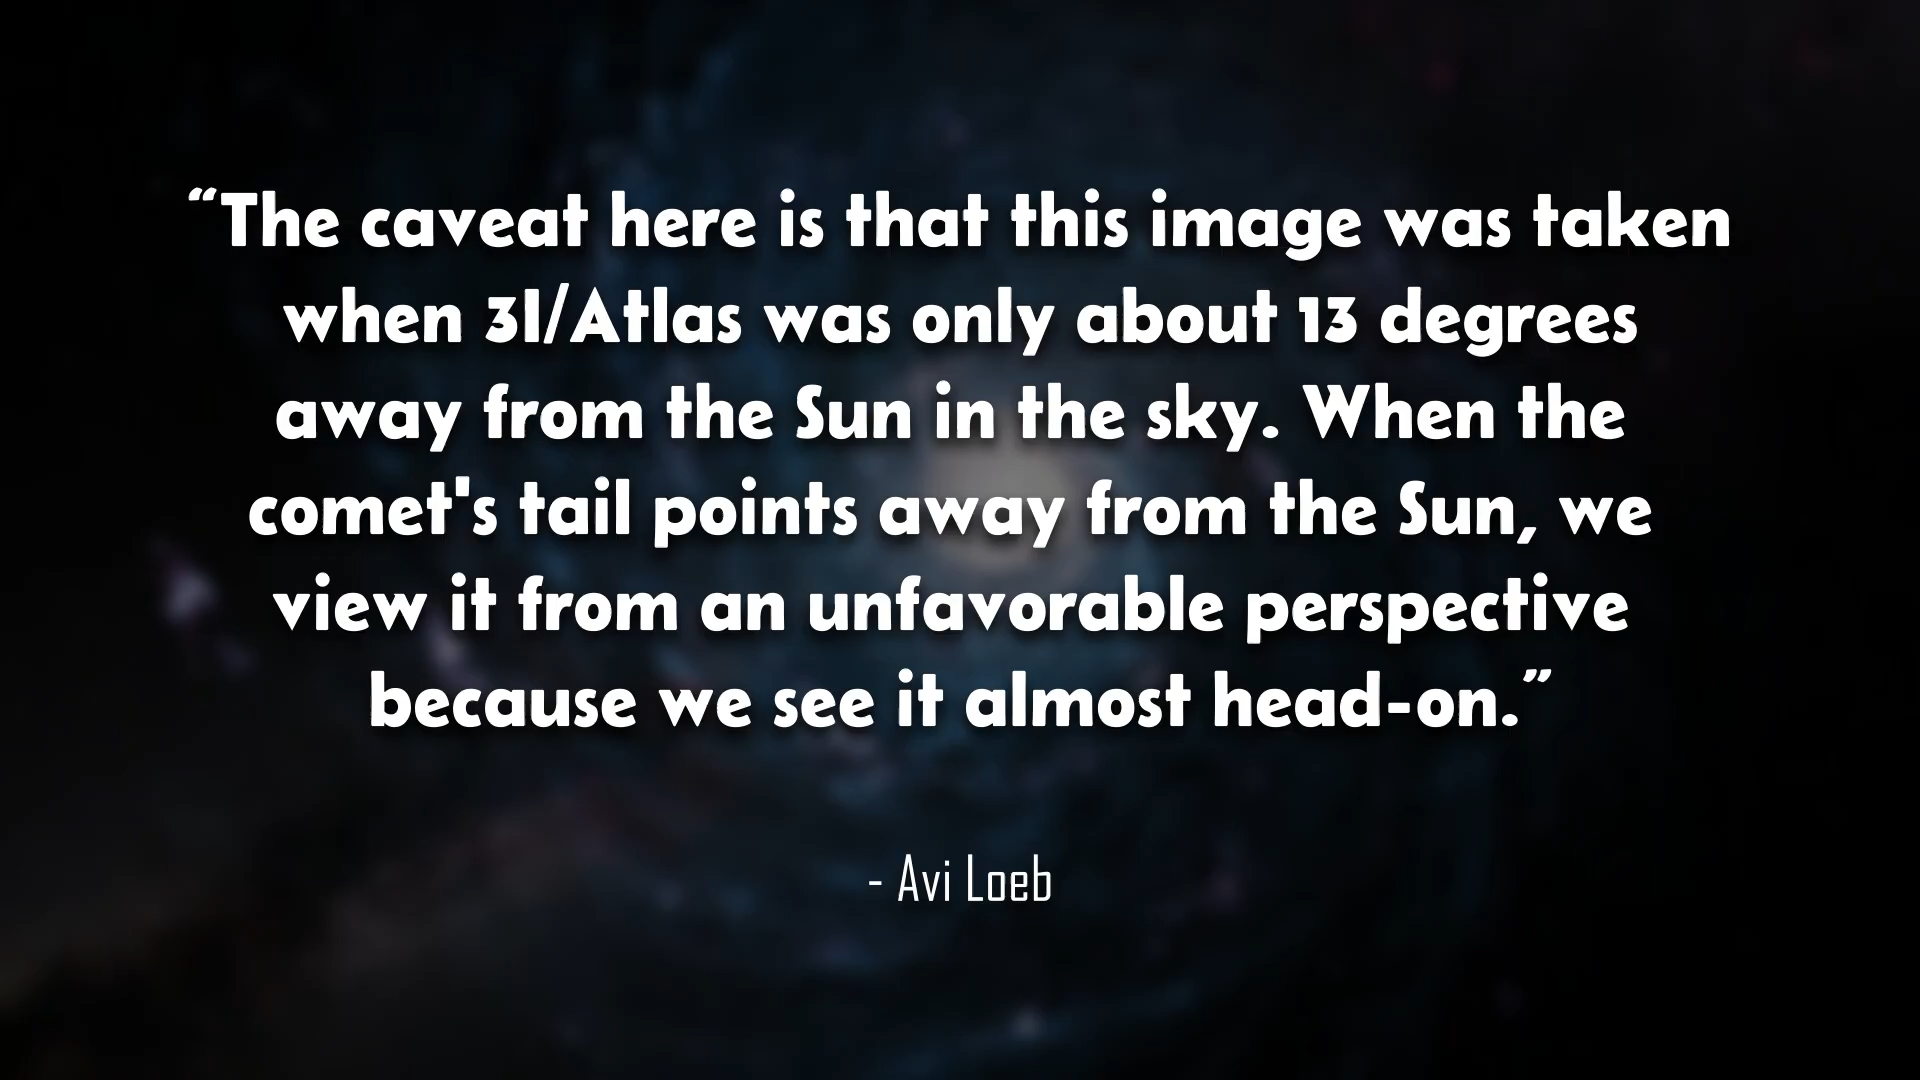 “The caveat here is that this image was taken
when 3I/Atlas was only about 13 degrees
away from the Sun in the sky. When the
comet's tail points away from the Sun, we
view it from an unfavorable perspective
because we see it almost head-on.”
- Avi Loeb